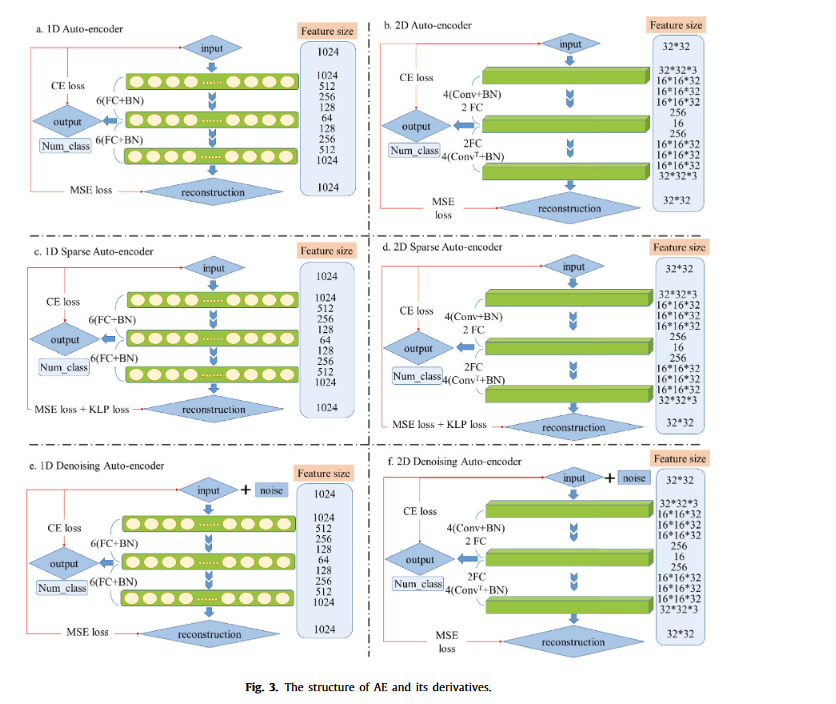 a. 1D Auto-encoder
Feature size
input
1024
1024
512
256
128
64
128
256
512
1024
1024
CE loss
6(FC+BN)
output
Num_class
6(FC+BN)
MSE loss
reconstruction
b. 2D Auto-encoder
Feature size
input
32*32
32*32*3
16*16*32
16*16*32
16*16*32
256
16
256
16*16*32
16*16*32
16*16*32
32*32*3
32*32
CE loss
4(Conv+BN)
2 FC
output
Num_class
2FC
4(ConvT+BN)
MSE
loss
reconstruction
c. 1D Sparse Auto-encoder
Feature size
input
1024
1024
512
256
128
64
128
256
512
1024
1024
CE loss
6(FC+BN)
output
Num_class
6(FC+BN)
MSE loss + KLP loss
reconstruction
d. 2D Sparse Auto-encoder
Feature size
input
32*32
32*32*3
16*16*32
16*16*32
16*16*32
256
16
256
16*16*32
16*16*32
16*16*32
32*32*3
32*32
CE loss
4(Conv+BN)
2 FC
output
Num_class
2FC
4(ConvT+BN)
MSE loss + KLP loss
reconstruction
e. 1D Denoising Auto-encoder
Feature size
input + noise
1024
1024
512
256
128
64
128
256
512
1024
1024
CE loss
6(FC+BN)
output
Num_class
6(FC+BN)
MSE loss
reconstruction
f. 2D Denoising Auto-encoder
Feature size
input + noise
32*32
32*32*3
16*16*32
16*16*32
16*16*32
256
16
256
16*16*32
16*16*32
16*16*32
32*32*3
32*32
CE loss
4(Conv+BN)
2 FC
output
Num_class
2FC
4(ConvT+BN)
MSE
loss
reconstruction
Fig. 3. The structure of AE and its derivatives.